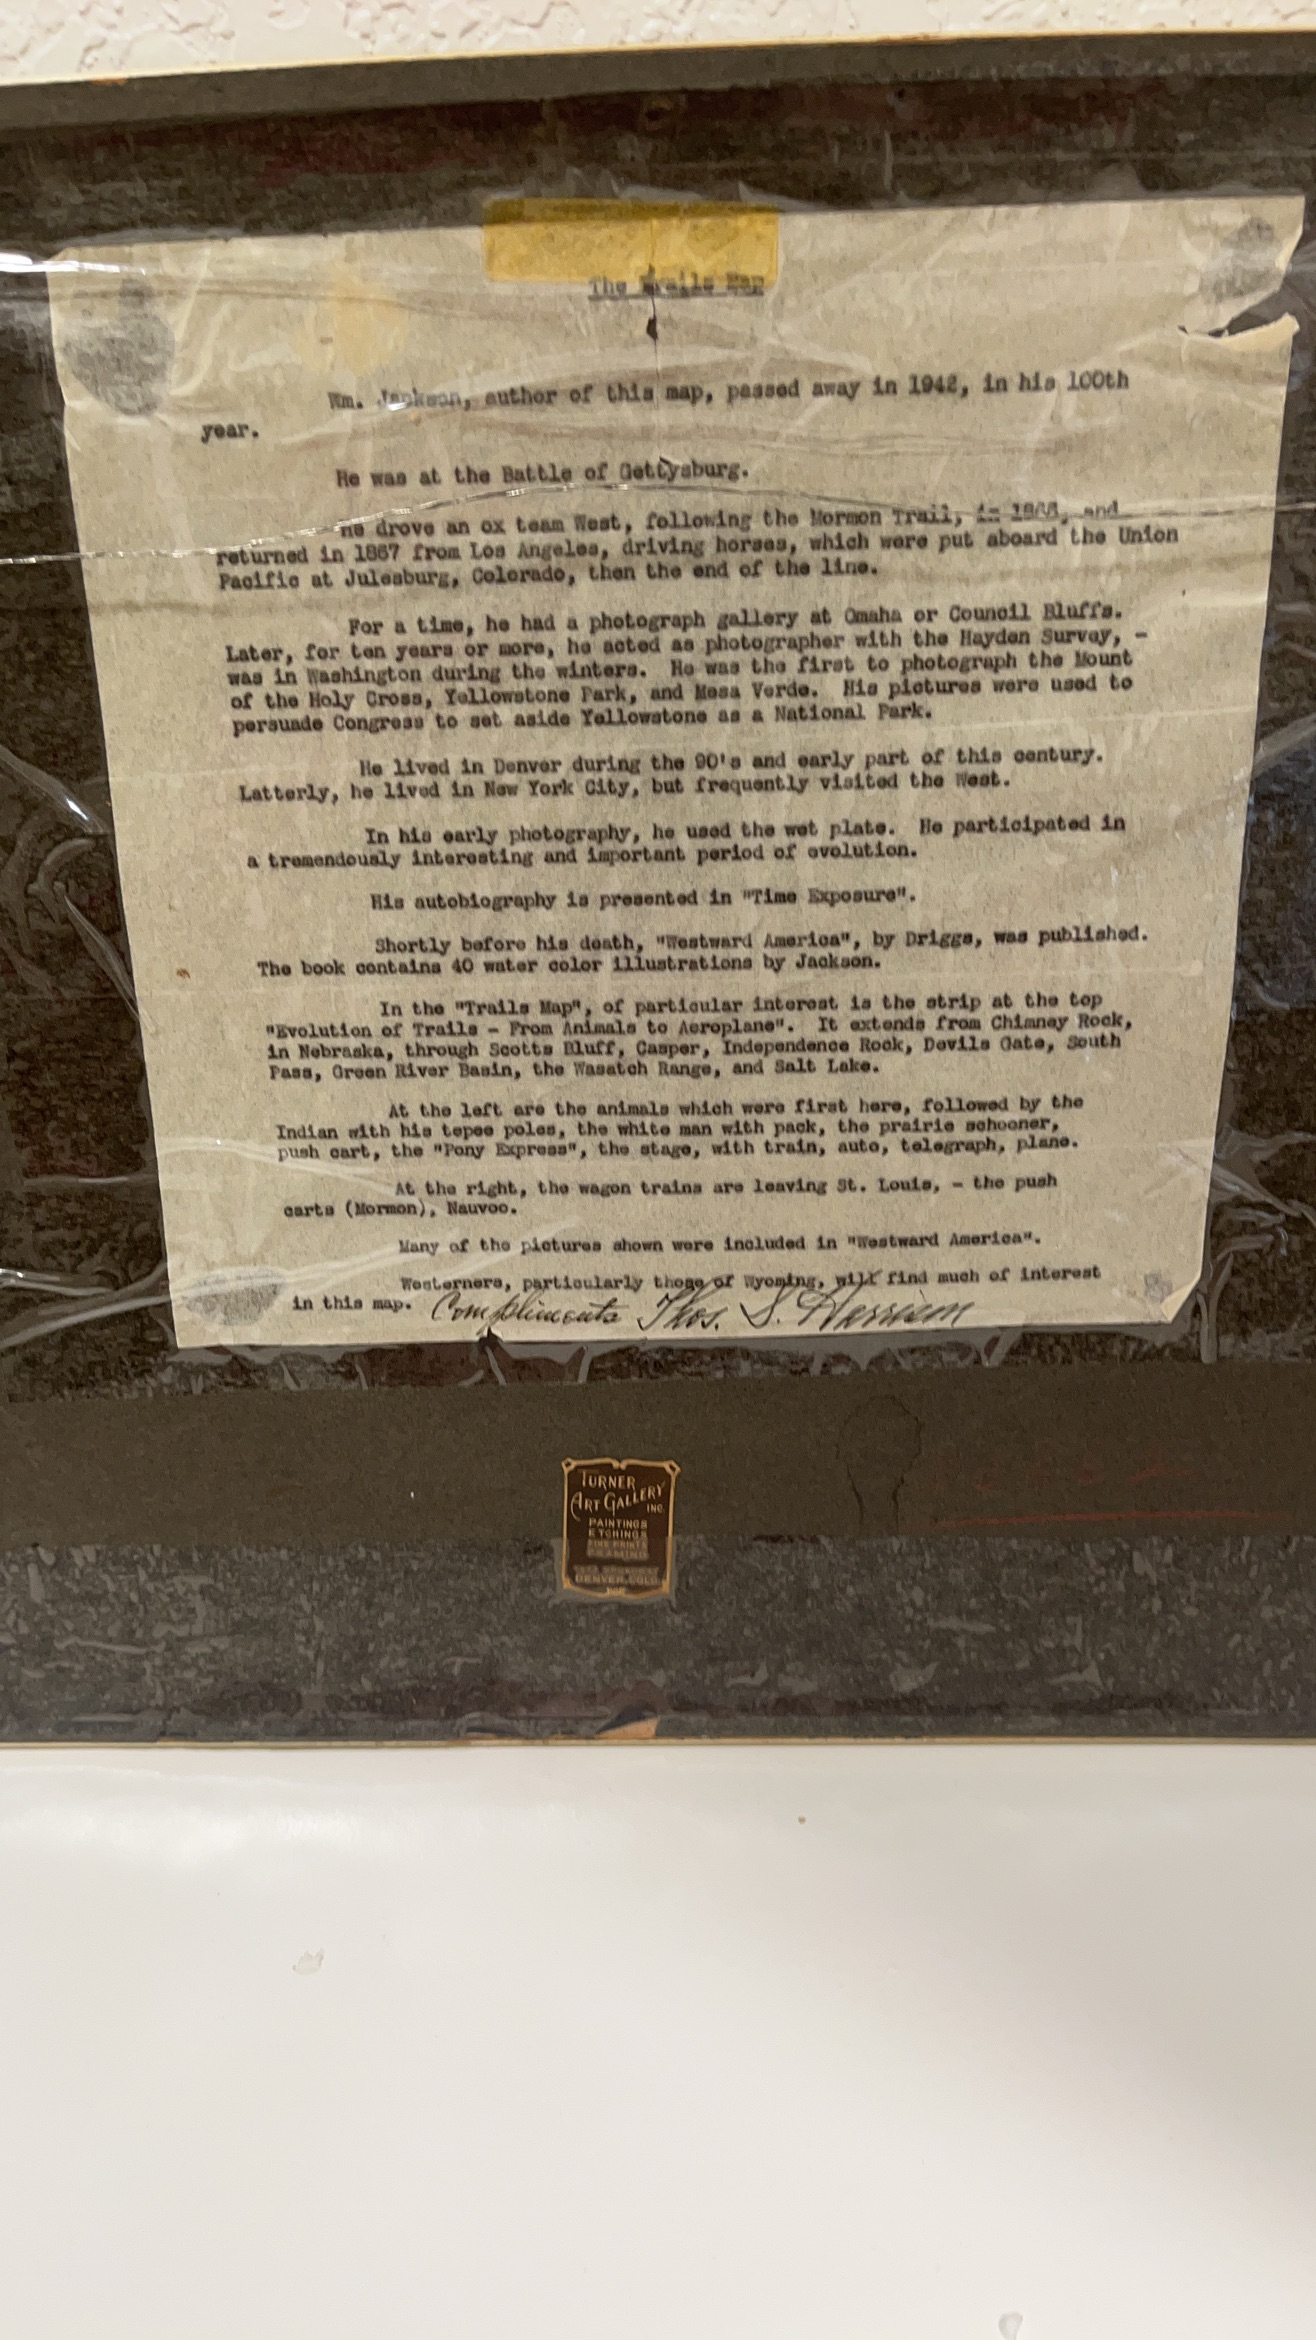 The Trails Map
Wm. Jackson, author of this map, passed away in 1942, in his 100th
year.
He was at the Battle of Gettysburg.
He drove an ox team West, following the Mormon Trail, in 1866, and
returned in 1867 from Los Angeles, driving horses, which were put aboard the Union
Pacific at Julesburg, Colorado, then the end of the line.
For a time, he had a photograph gallery at Omaha or Council Bluffs.
Later, for ten years or more, he acted as photographer with the Hayden Survey, -
was in Washington during the winters. He was the first to photograph the Mount
of the Holy Cross, Yellowstone Park, and Mesa Verde. His pictures were used to
persuade Congress to set aside Yellowstone as a National Park.
He lived in Denver during the 90's and early part of this century.
Latterly, he lived in New York City, but frequently visited the West.
In his early photography, he used the wet plate. He participated in
a tremendously interesting and important period of evolution.
His autobiography is presented in "Time Exposure".
Shortly before his death, "Westward America", by Driggs, was published.
The book contains 40 water color illustrations by Jackson.
In the "Trails Map", of particular interest is the strip at the top
"Evolution of Trails - From Animals to Aeroplane". It extends from Chimney Rock,
in Nebraska, through Scotts Bluff, Casper, Independence Rock, Devils Gate, South
Pass, Green River Basin, the Wasatch Range, and Salt Lake.
At the left are the animals which were first here, followed by the
Indian with his tepee poles, the white man with pack, the prairie schooner,
push cart, the "Pony Express", the stage, with train, auto, telegraph, plane.
At the right, the wagon trains are leaving St. Louis, - the push
carts (Mormon), Nauvoo.
Many of the pictures shown were included in "Westward America".
Westerners, particularly those of Wyoming, will find much of interest
in this map. Compliments Thos. S. Harrison
TURNER
ART GALLERY
INC.
PAINTINGS
ETCHINGS
FINE PRINTS
FRAMING
DENVER, COLO.